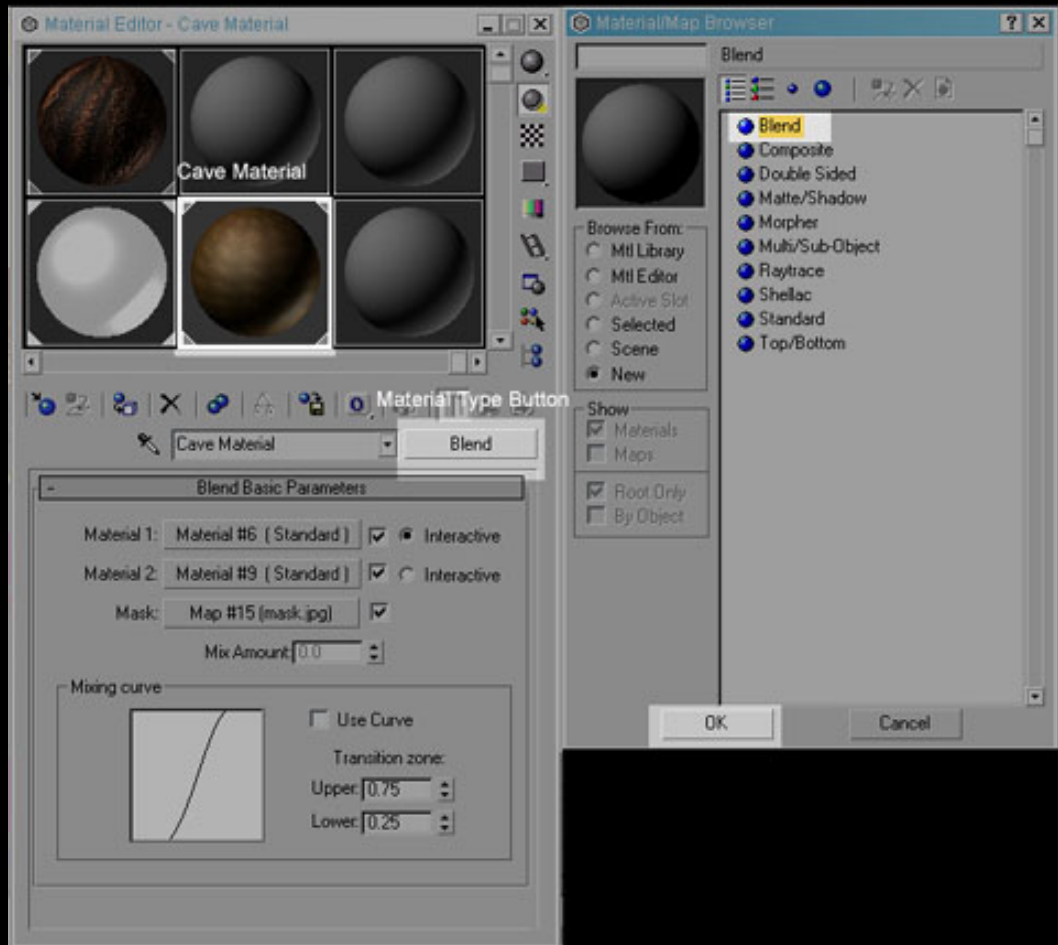 Material Editor - Cave Material
Cave Material
Material Type Button
Cave Material
Blend
Blend Basic Parameters
Material 1: Material #6 ( Standard ) Interactive
Material 2: Material #9 ( Standard ) Interactive
Mask: Map #15 (mask.jpg)
Mix Amount: 0.0
Mixing curve
Use Curve
Transition zone:
Upper: 0.75
Lower: 0.25
Material/Map Browser
Blend
Blend
Composite
Double Sided
Matte/Shadow
Morpher
Multi/Sub-Object
Raytrace
Shellac
Standard
Top/Bottom
Browse From:
Mtl Library
Mtl Editor
Active Slot
Selected
Scene
New
Show
Materials
Maps
Root Only
By Object
OK Cancel